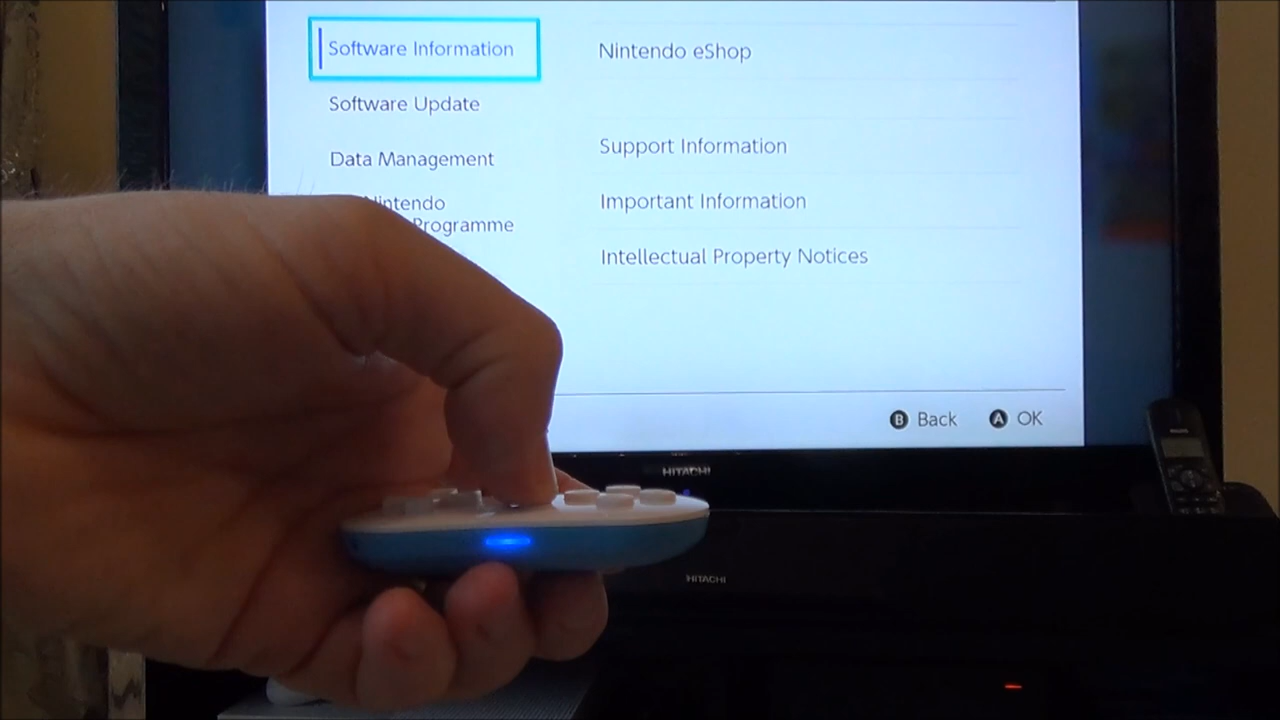 Software Information
Software Update
Data Management
Nintendo
Programme
Nintendo eShop
Support Information
Important Information
Intellectual Property Notices
B Back
A OK
HITACHI
HITACHI